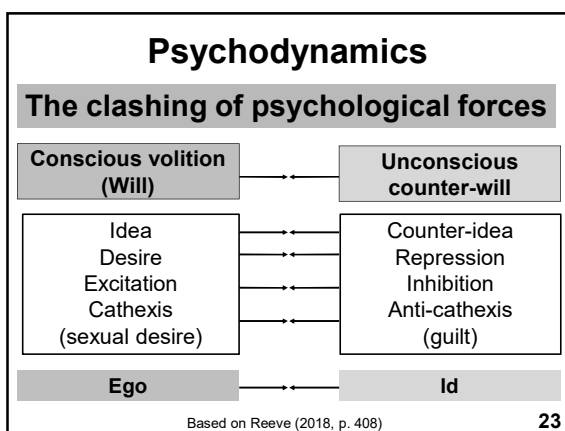 Psychodynamics
The clashing of psychological forces
Conscious volition
(Will)
Unconscious
counter-will
Idea
Desire
Excitation
Cathexis
(sexual desire)
Counter-idea
Repression
Inhibition
Anti-cathexis
(guilt)
Ego
Id
Based on Reeve (2018, p. 408)
23